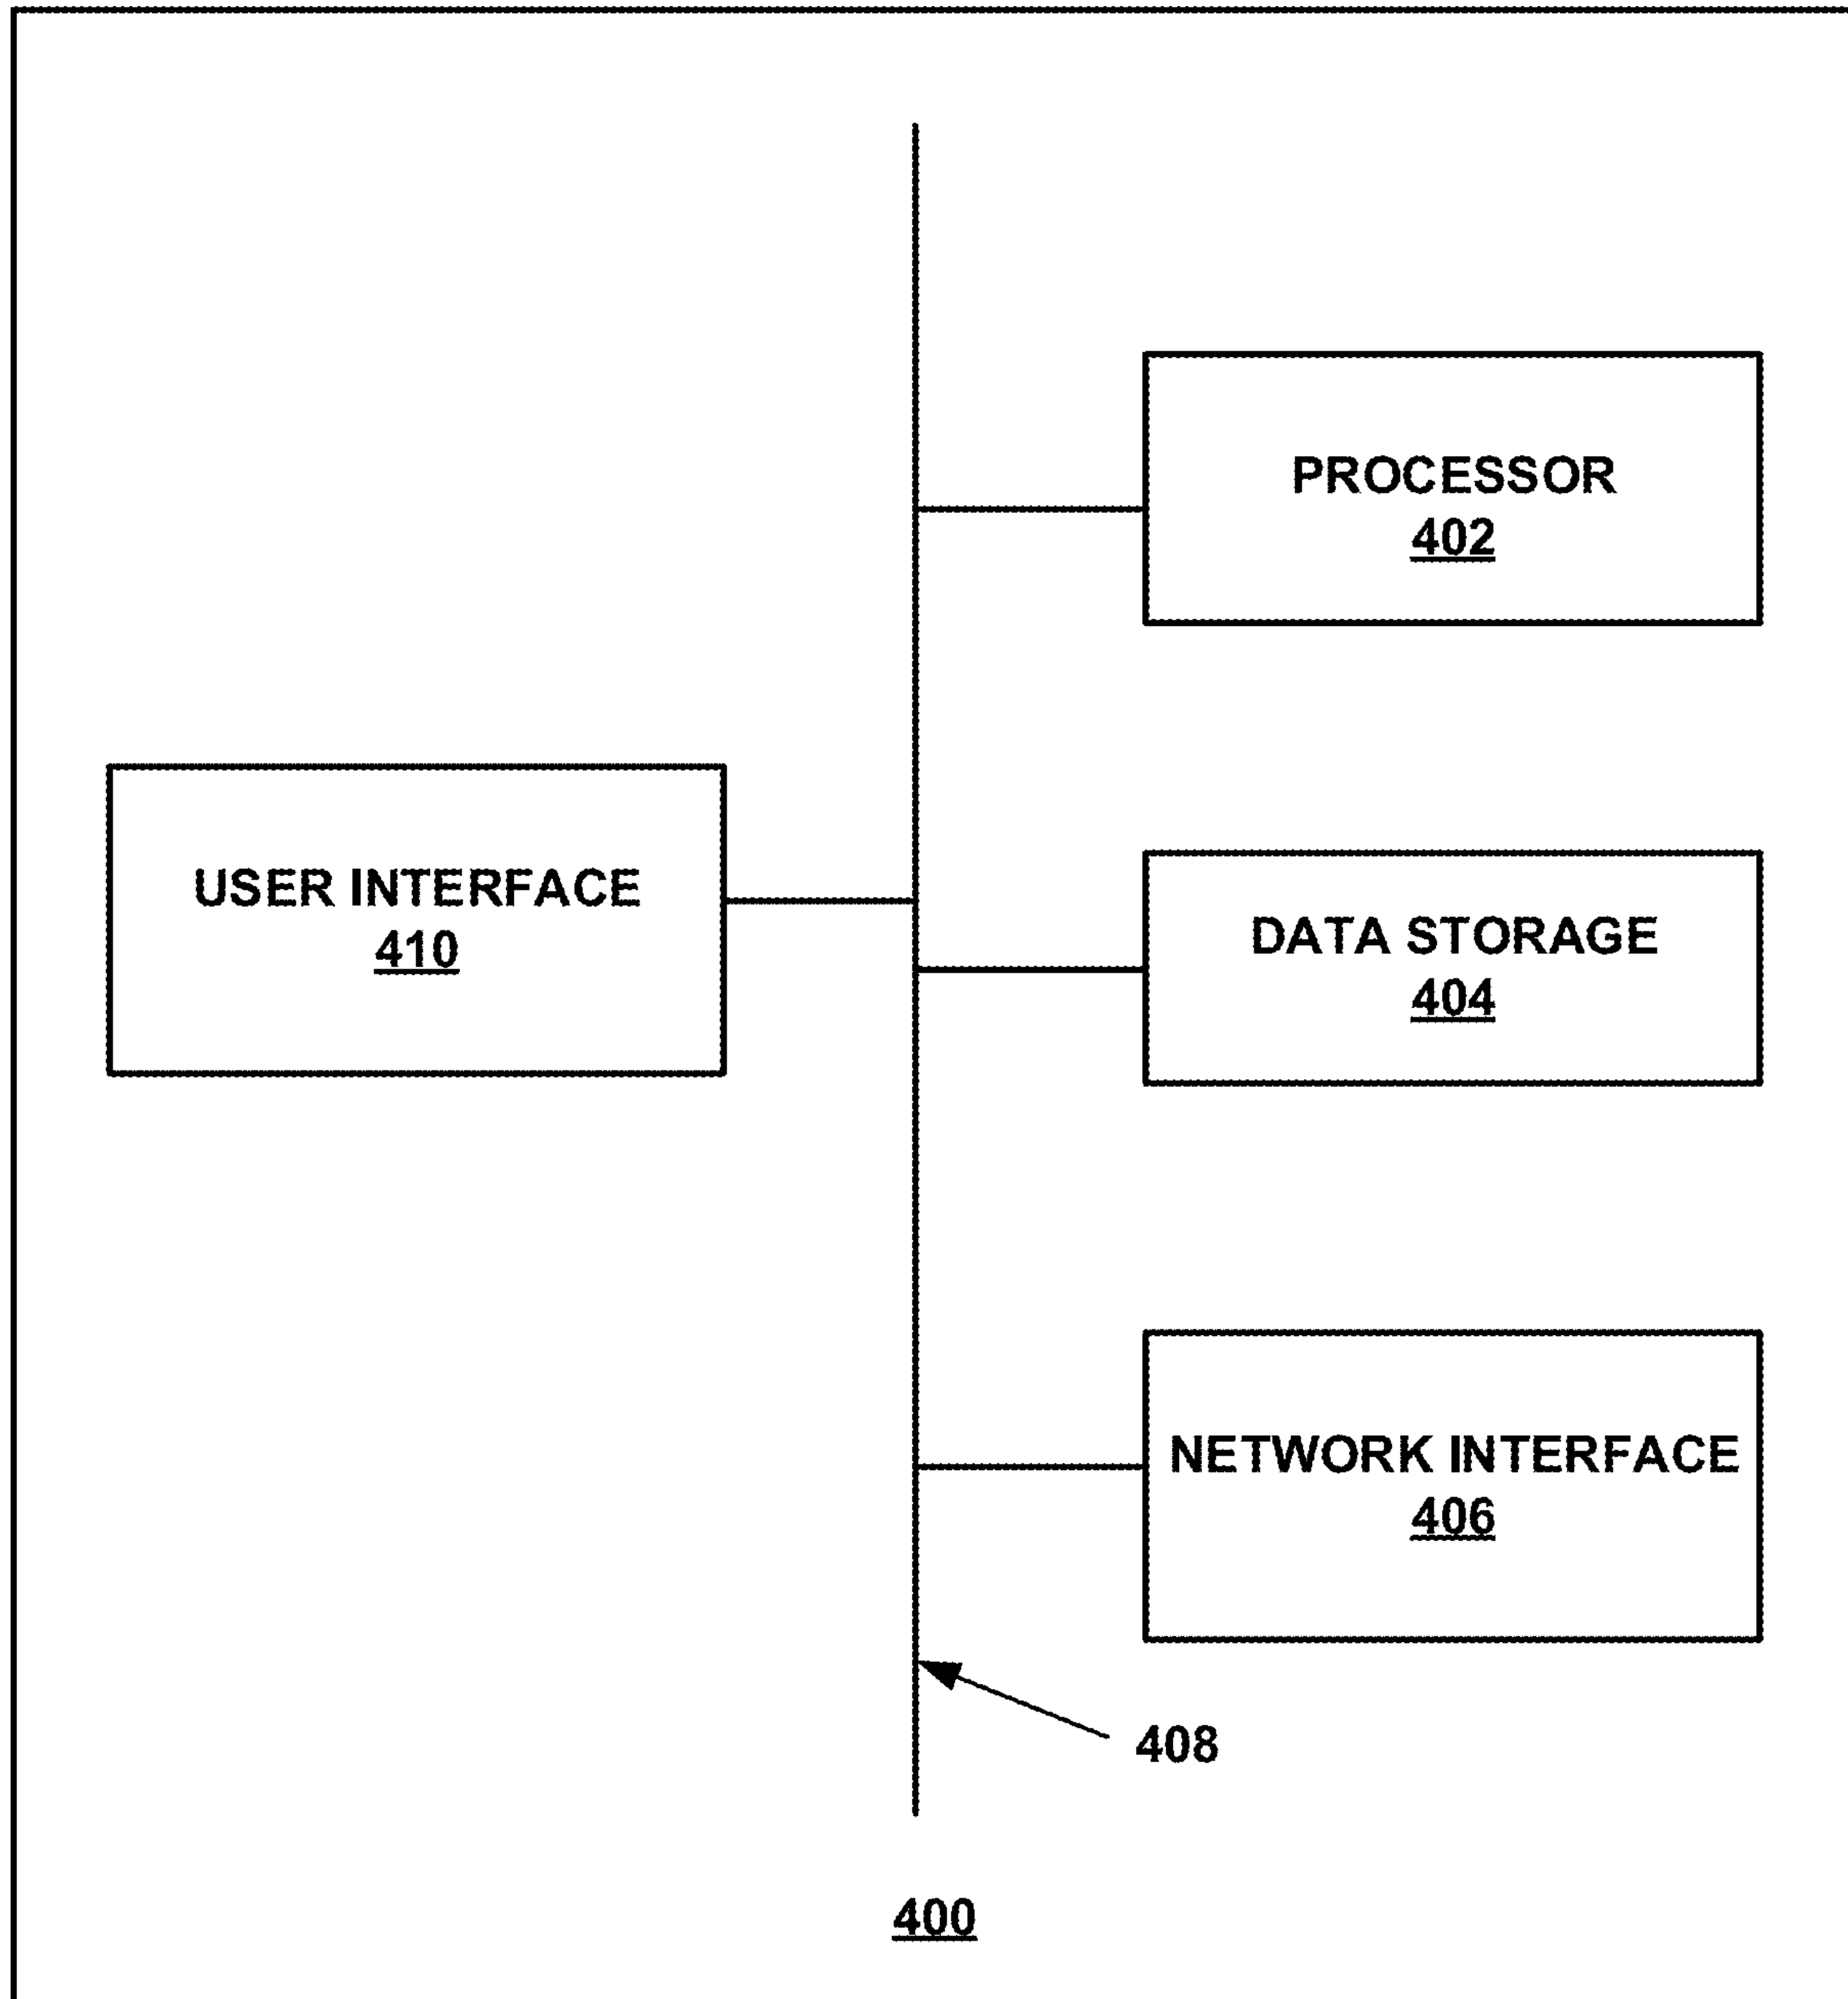 PROCESSOR
402
USER INTERFACE
410
DATA STORAGE
404
NETWORK INTERFACE
406
408
400